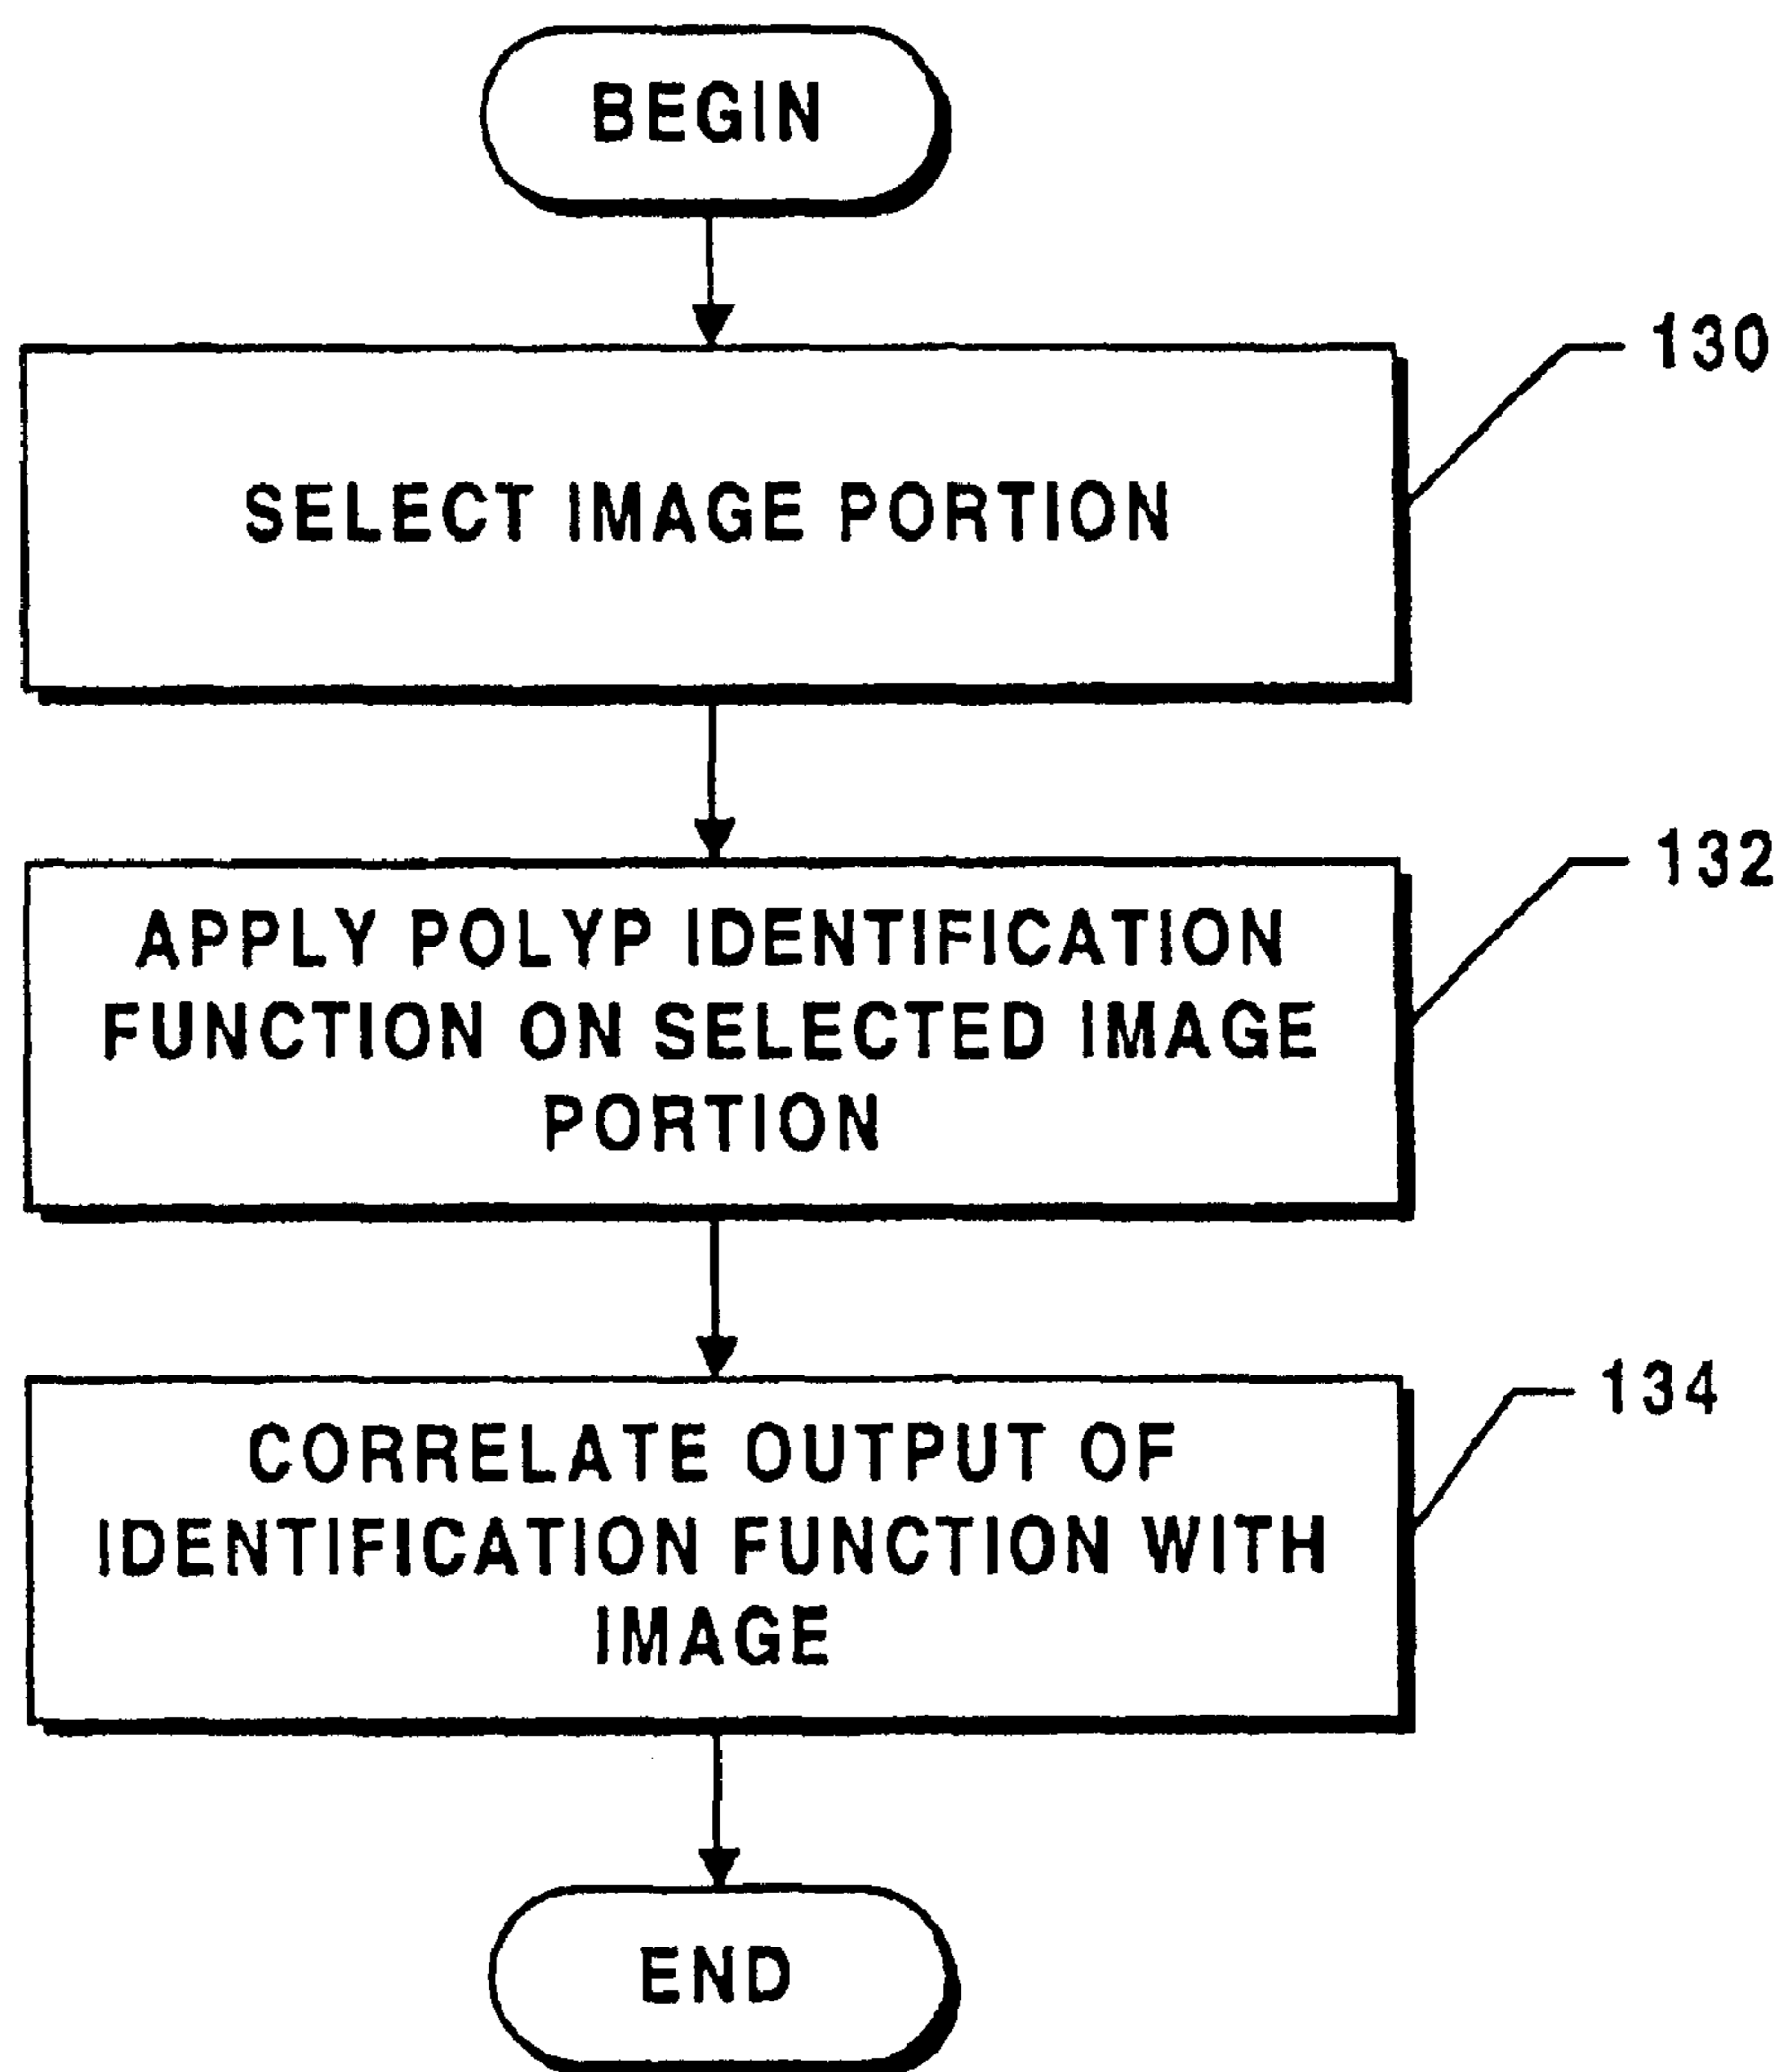 BEGIN
130
SELECT IMAGE PORTION
132
APPLY POLYP IDENTIFICATION
FUNCTION ON SELECTED IMAGE
PORTION
134
CORRELATE OUTPUT OF
IDENTIFICATION FUNCTION WITH
IMAGE
END